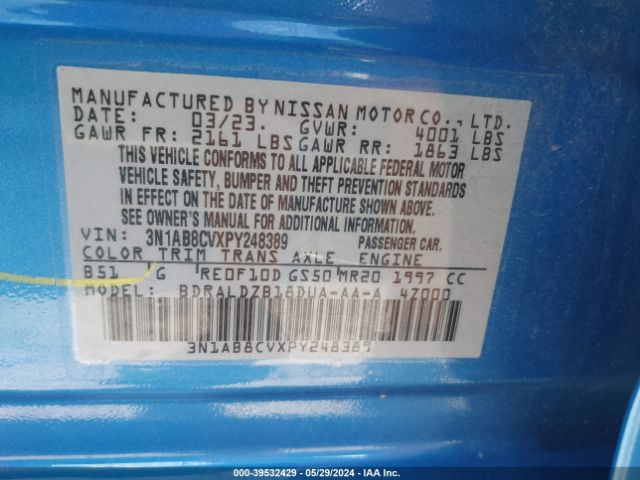 MANUFACTURED BY NISSAN MOTOR CO., LTD.
DATE: 03/23. GVWR: 4001 LBS
GAWR FR: 2161 LBS GAWR RR: 1863 LBS
THIS VEHICLE CONFORMS TO ALL APPLICABLE FEDERAL MOTOR
VEHICLE SAFETY, BUMPER AND THEFT PREVENTION STANDARDS
IN EFFECT ON THE DATE OF MANUFACTURE SHOWN ABOVE.
SEE OWNER'S MANUAL FOR ADDITIONAL INFORMATION.
VIN: 3N1AB8CVXPY248389 PASSENGER CAR.
COLOR TRIM TRANS AXLE ENGINE
B51 G RE0F10D GS50 MR20 1997 CC
MODEL: BDRALDZB18DUA-AA-A 4Z000
3N1AB8CVXPY248389
000-39532429 - 05/29/2024 - IAAI.COM